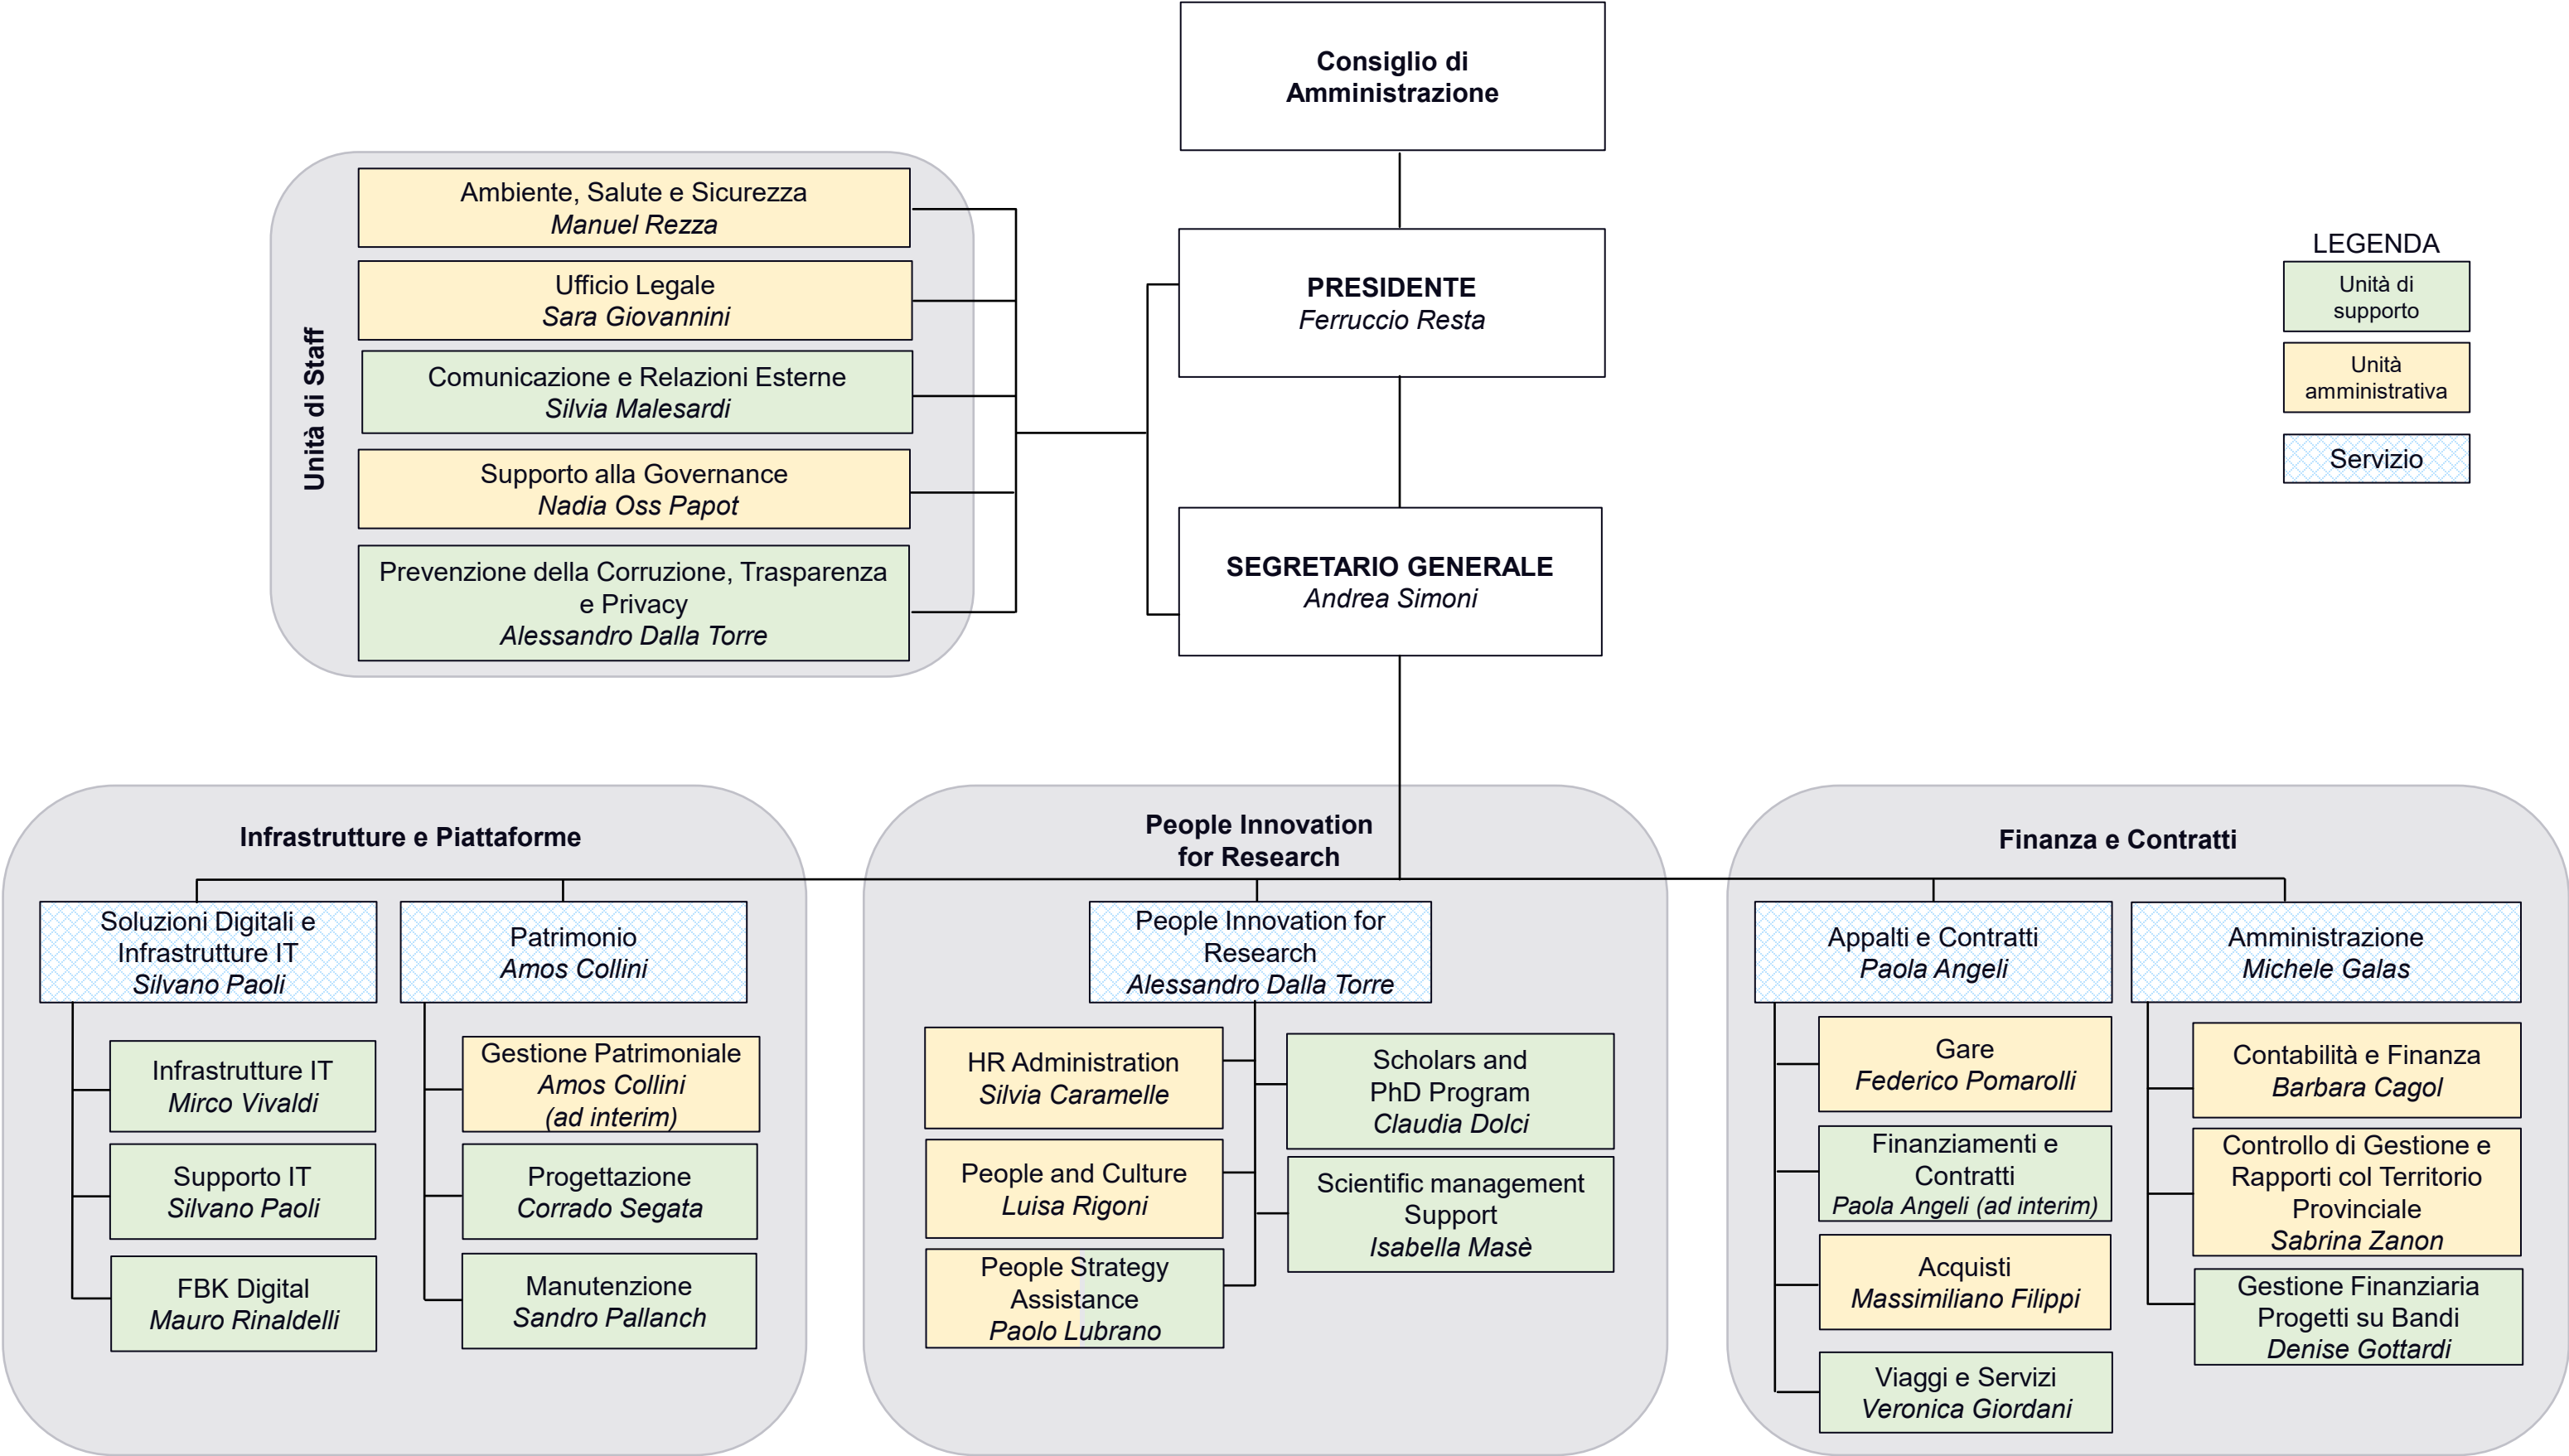 Consiglio di
Amministrazione
Ambiente, Salute e Sicurezza
Manuel Rezza
Ufficio Legale
Sara Giovannini
Comunicazione e Relazioni Esterne
Silvia Malesardi
Supporto alla Governance
Nadia Oss Papot
Prevenzione della Corruzione, Trasparenza
e Privacy
Alessandro Dalla Torre
Unità di Staff
PRESIDENTE
Ferruccio Resta
SEGRETARIO GENERALE
Andrea Simoni
LEGENDA
Unità di
supporto
Unità
amministrativa
Servizio
Infrastrutture e Piattaforme
Soluzioni Digitali e
Infrastrutture IT
Silvano Paoli
Infrastrutture IT
Mirco Vivaldi
Supporto IT
Silvano Paoli
FBK Digital
Mauro Rinaldelli
Patrimonio
Amos Collini
Gestione Patrimoniale
Amos Collini
(ad interim)
Progettazione
Corrado Segata
Manutenzione
Sandro Pallanch
People Innovation
for Research
People Innovation for
Research
Alessandro Dalla Torre
HR Administration
Silvia Caramelle
People and Culture
Luisa Rigoni
People Strategy
Assistance
Paolo Lubrano
Scholars and
PhD Program
Claudia Dolci
Scientific management
Support
Isabella Masè
Finanza e Contratti
Appalti e Contratti
Paola Angeli
Gare
Federico Pomarolli
Finanziamenti e
Contratti
Paola Angeli (ad interim)
Acquisti
Massimiliano Filippi
Viaggi e Servizi
Veronica Giordani
Amministrazione
Michele Galas
Contabilità e Finanza
Barbara Cagol
Controllo di Gestione e
Rapporti col Territorio
Provinciale
Sabrina Zanon
Gestione Finanziaria
Progetti su Bandi
Denise Gottardi